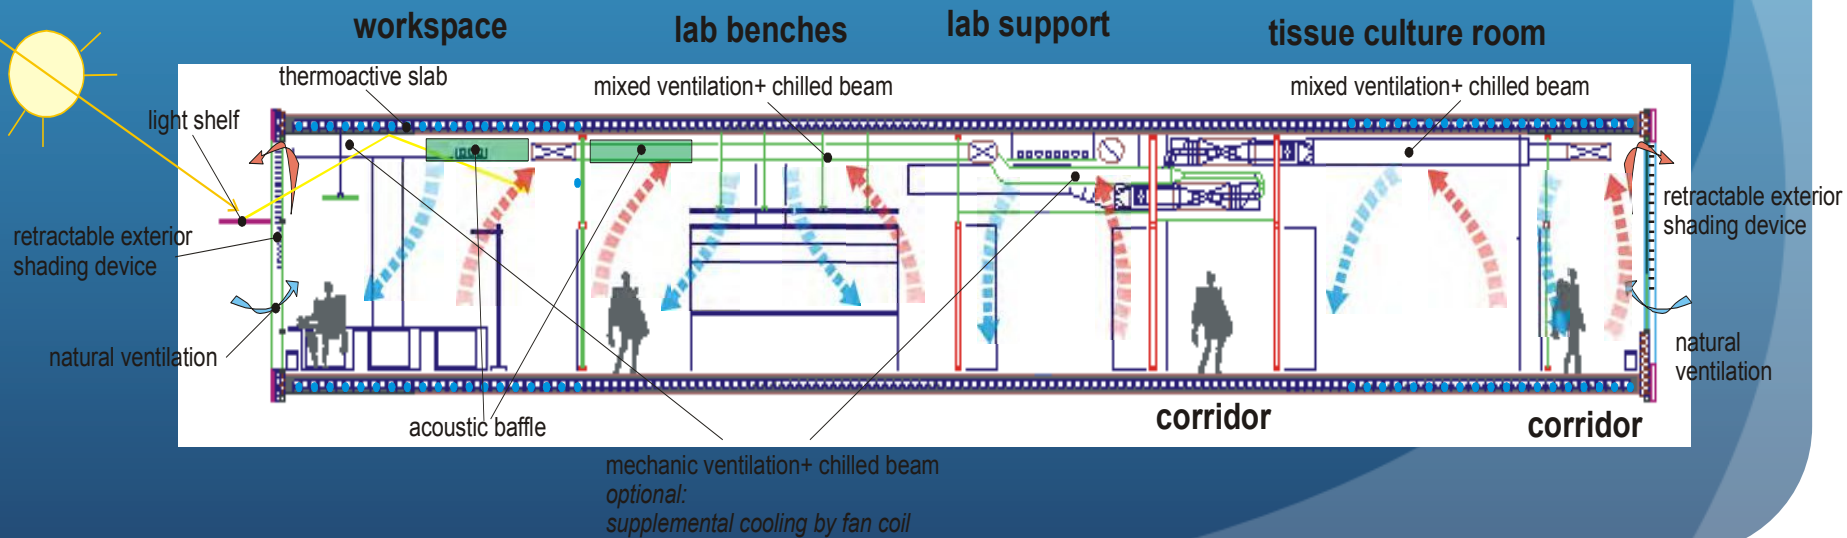 workspace
lab benches
lab support
tissue culture room
thermoactive slab
mixed ventilation+ chilled beam
mixed ventilation+ chilled beam
light shelf
retractable exterior
shading device
retractable exterior
shading device
natural ventilation
natural
ventilation
acoustic baffle
corridor
corridor
mechanic ventilation+ chilled beam
optional:
supplemental cooling by fan coil